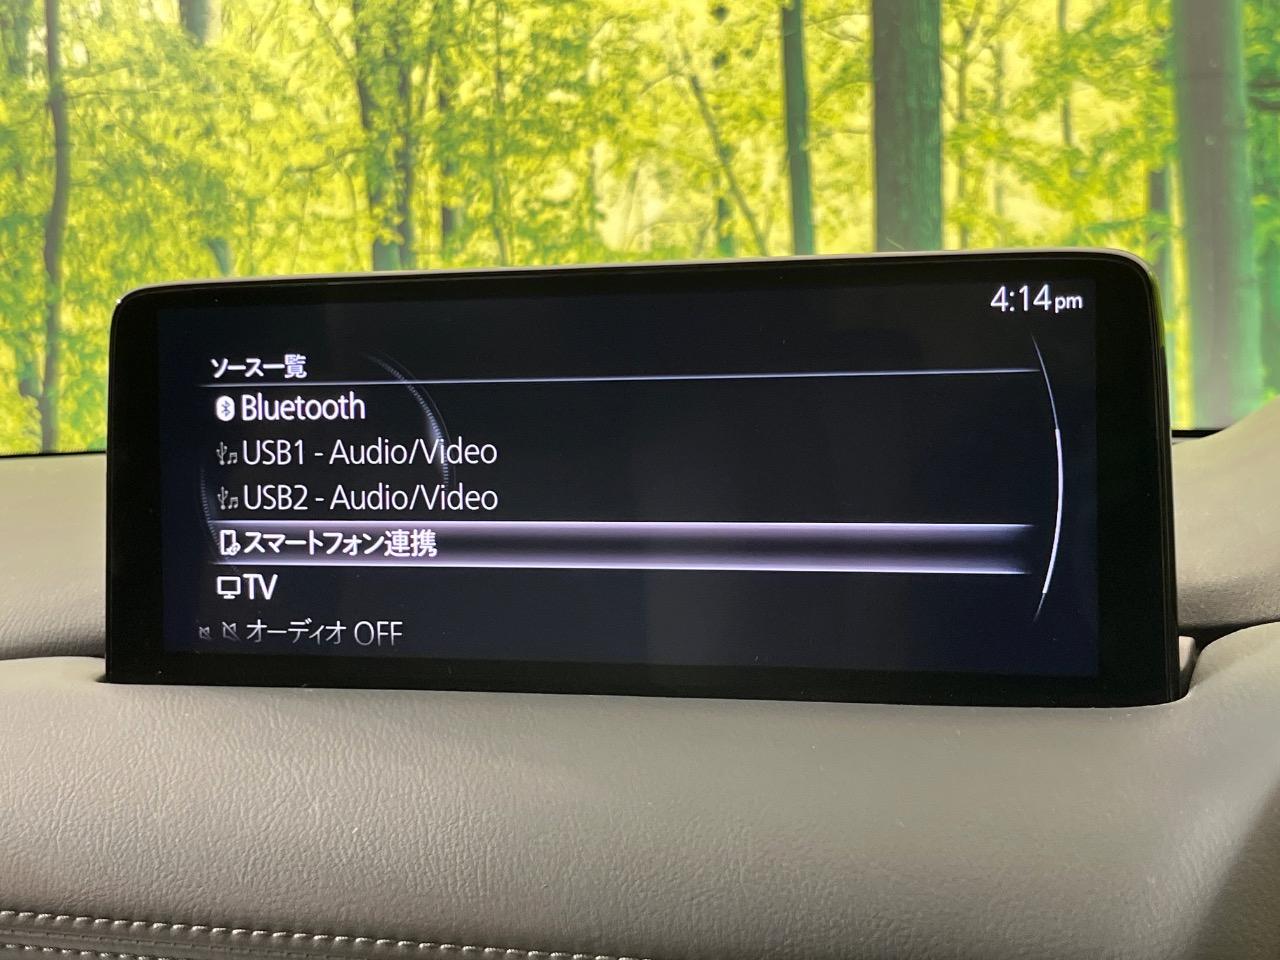 4:14pm
ソース一覧
Bluetooth
USB1 - Audio/Video
USB2 - Audio/Video
スマートフォン連携
TV
オーディオ OFF